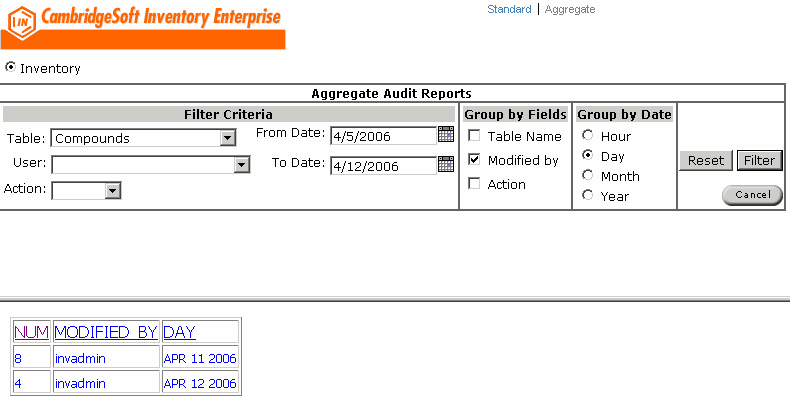 Standard | Aggregate
IN CambridgeSoft Inventory Enterprise
Inventory
Aggregate Audit Reports
Filter Criteria Group by Fields Group by Date
Table: Compounds From Date: 4/5/2006 Table Name Hour
User: To Date: 4/12/2006 Modified by Day Reset Filter
Action: Action Month
Year Cancel
NUM MODIFIED_BY DAY
8 invadmin APR 11 2006
4 invadmin APR 12 2006